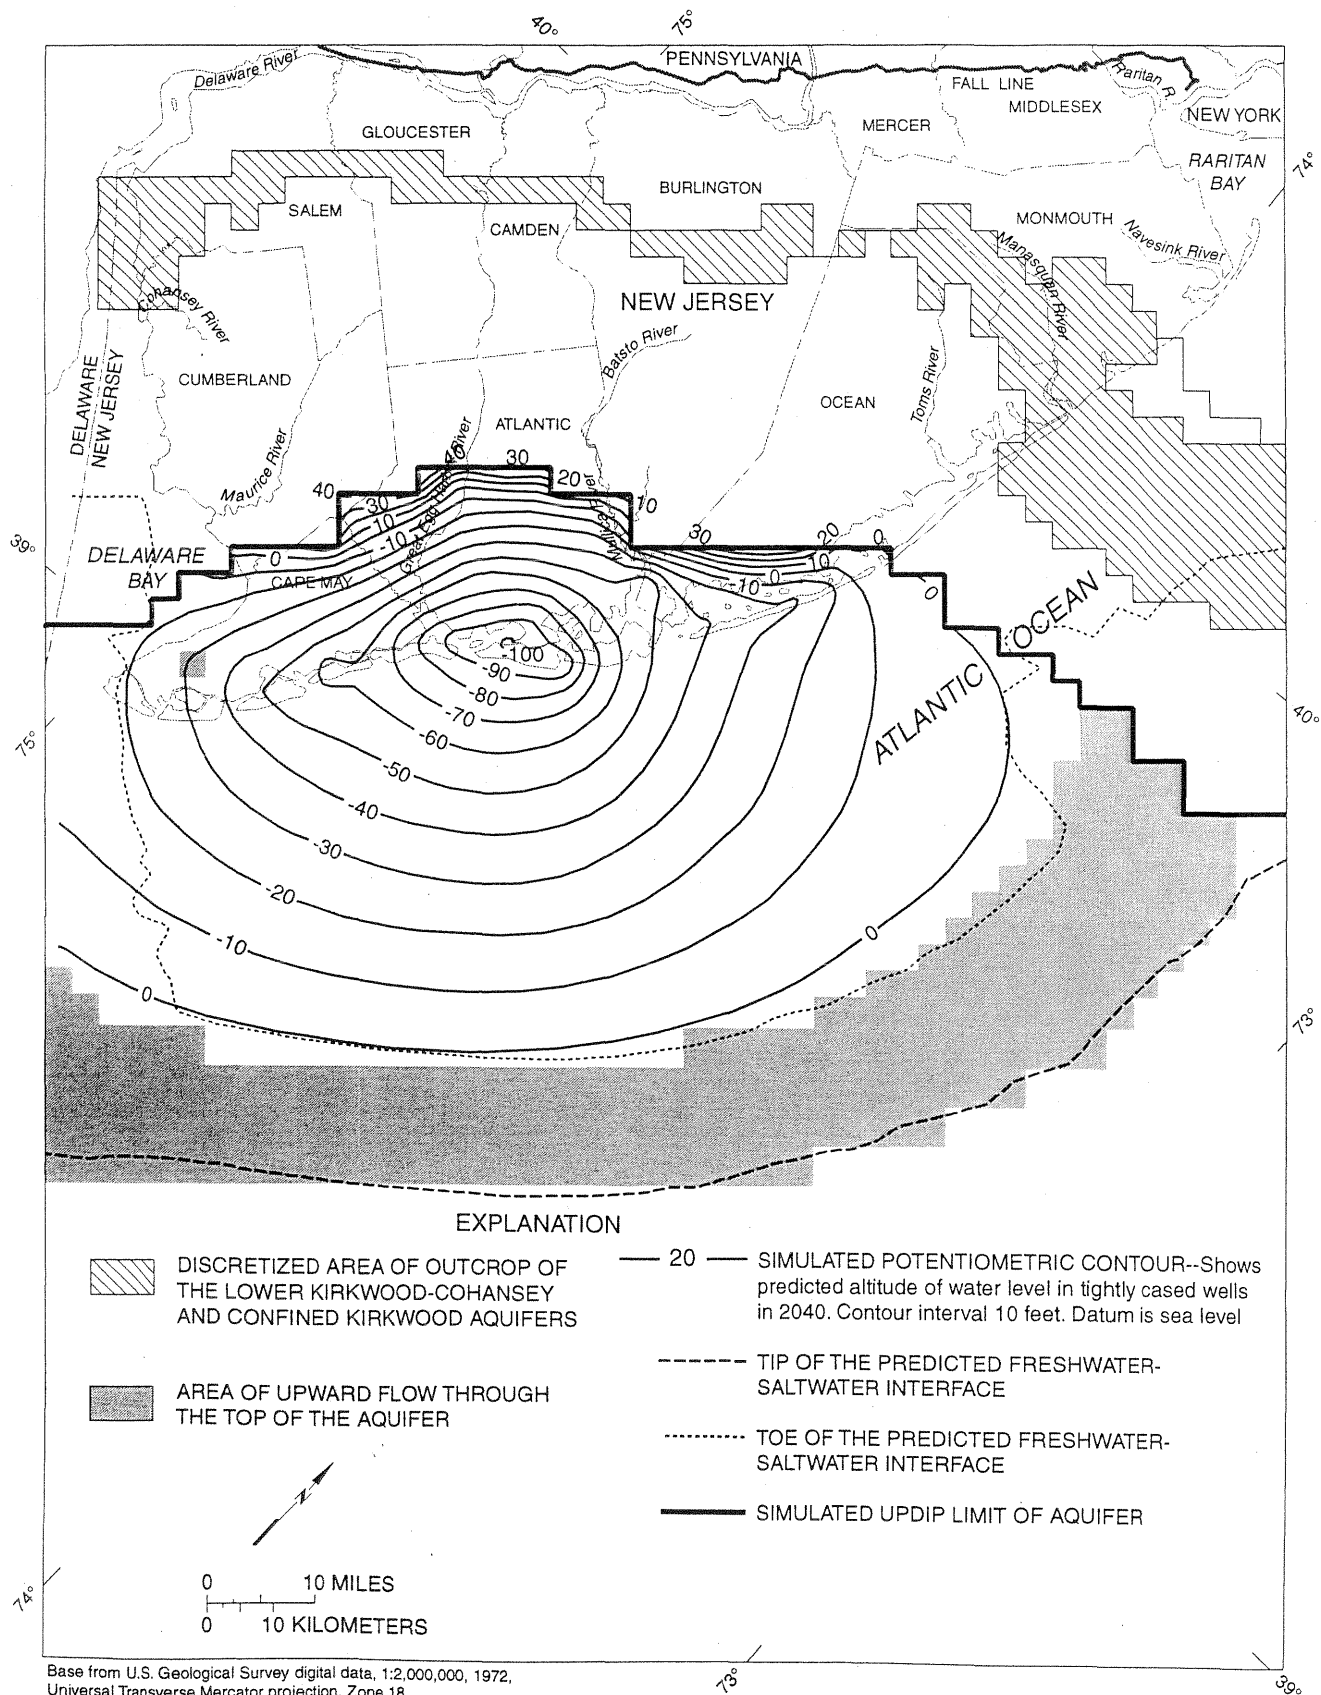 40°
75°
PENNSYLVANIA
Delaware River
FALL LINE
Raritan R
MIDDLESEX
NEW YORK
GLOUCESTER
MERCER
RARITAN
BAY
74°
BURLINGTON
SALEM
CAMDEN
MONMOUTH
Navesink River
Manasquan River
NEW JERSEY
Cohansey River
Batsto River
DELAWARE
NEW JERSEY
CUMBERLAND
OCEAN
Toms River
ATLANTIC
Maurice River
Great Egg Harbor River
Mullica River
40 30 20 10
40 30 10 -10
30 20 0
10 0 -10
0
0
39°
DELAWARE
BAY
CAPE MAY
ATLANTIC OCEAN
-100
-90
-80
-70
-60
-50
-40
-30
-20
-10
0
0
75°
40°
73°
EXPLANATION
DISCRETIZED AREA OF OUTCROP OF
THE LOWER KIRKWOOD-COHANSEY
AND CONFINED KIRKWOOD AQUIFERS
AREA OF UPWARD FLOW THROUGH
THE TOP OF THE AQUIFER
20 SIMULATED POTENTIOMETRIC CONTOUR--Shows
predicted altitude of water level in tightly cased wells
in 2040. Contour interval 10 feet. Datum is sea level
TIP OF THE PREDICTED FRESHWATER-
SALTWATER INTERFACE
TOE OF THE PREDICTED FRESHWATER-
SALTWATER INTERFACE
SIMULATED UPDIP LIMIT OF AQUIFER
N
0 10 MILES
0 10 KILOMETERS
74°
73°
39°
Base from U.S. Geological Survey digital data, 1:2,000,000, 1972,
Universal Transverse Mercator projection, Zone 18